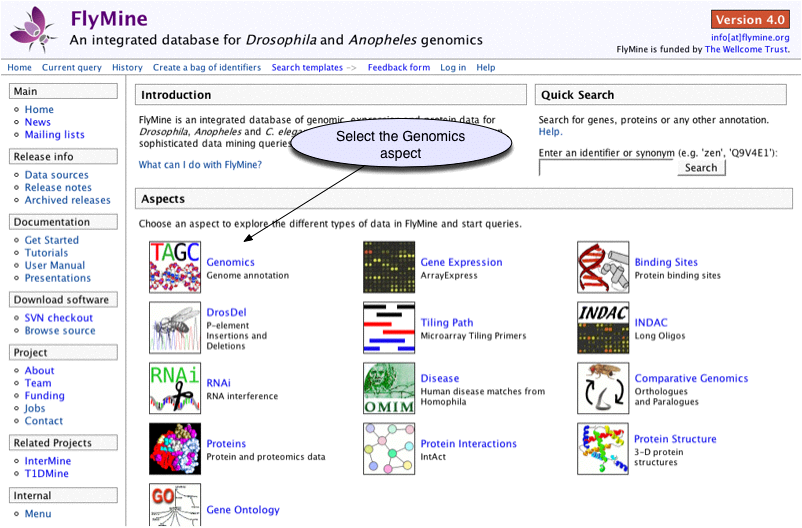 FlyMine
An integrated database for Drosophila and Anopheles genomics
Version 4.0
info[at]flymine.org
FlyMine is funded by The Wellcome Trust.
Home Current query History Create a bag of identifiers Search templates -> Feedback form Log in Help
Main
Home
News
Mailing lists
Release info
Data sources
Release notes
Archived releases
Documentation
Get Started
Tutorials
User Manual
Presentations
Download software
SVN checkout
Browse source
Project
About
Team
Funding
Jobs
Contact
Related Projects
InterMine
T1DMine
Internal
Menu
Introduction
FlyMine is an integrated database of genomic, expression and protein data for
Drosophila, Anopheles and C. eleg
sophisticated data mining querie
What can I do with FlyMine?
Select the Genomics
aspect
Quick Search
Search for genes, proteins or any other annotation.
Help.
Enter an identifier or synonym (e.g. 'zen', 'Q9V4E1'):
Search
Aspects
Choose an aspect to explore the different types of data in FlyMine and start queries.
TAGC
Genomics
Genome annotation
Gene Expression
ArrayExpress
Binding Sites
Protein binding sites
DrosDel
P-element
Insertions and
Deletions
Tiling Path
Microarray Tiling Primers
INDAC
INDAC
Long Oligos
RNAi
RNAi
RNA interference
OMIM
Disease
Human disease matches from
Homophila
Comparative Genomics
Orthologues
and Paralogues
Proteins
Protein and proteomics data
Protein Interactions
IntAct
Protein Structure
3-D protein
structures
GO
Gene Ontology